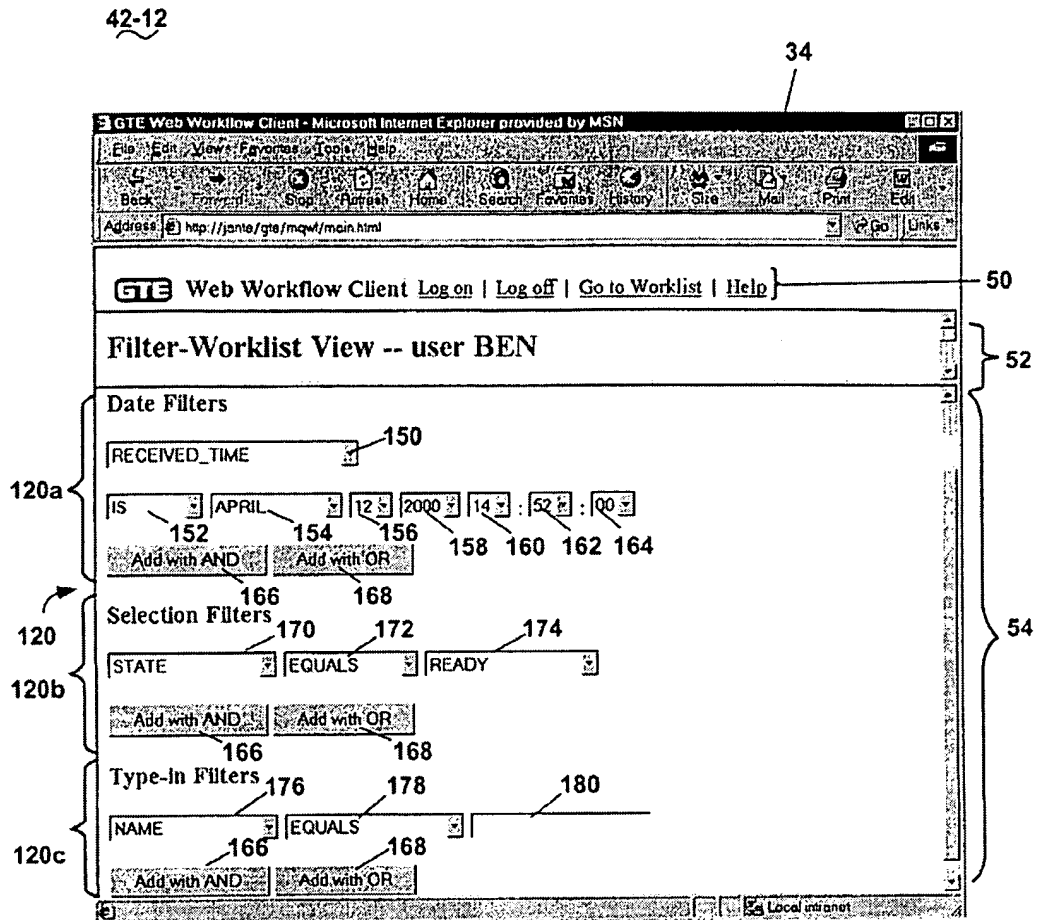 42-12
34
GTE Web Workflow Client - Microsoft Internet Explorer provided by MSN
File Edit View Favorites Tools Help
Back Forward Stop Refresh Home Search Favorites History Size Mail Print Edit
Address http://jante/gte/mqwf/main.html Go Links
GTE Web Workflow Client Log on | Log off | Go to Worklist | Help
50
Filter-Worklist View -- user BEN
52
Date Filters
150
RECEIVED_TIME
120a
IS APRIL 12 2000 14 : 52 : 00
152 154 156 158 160 162 164
Add with AND Add with OR
166 168
120
Selection Filters
170 172 174
54
STATE EQUALS READY
120b
Add with AND Add with OR
166 168
Type-in Filters
176 178 180
NAME EQUALS
120c
166 168
Add with AND Add with OR
Local intranet